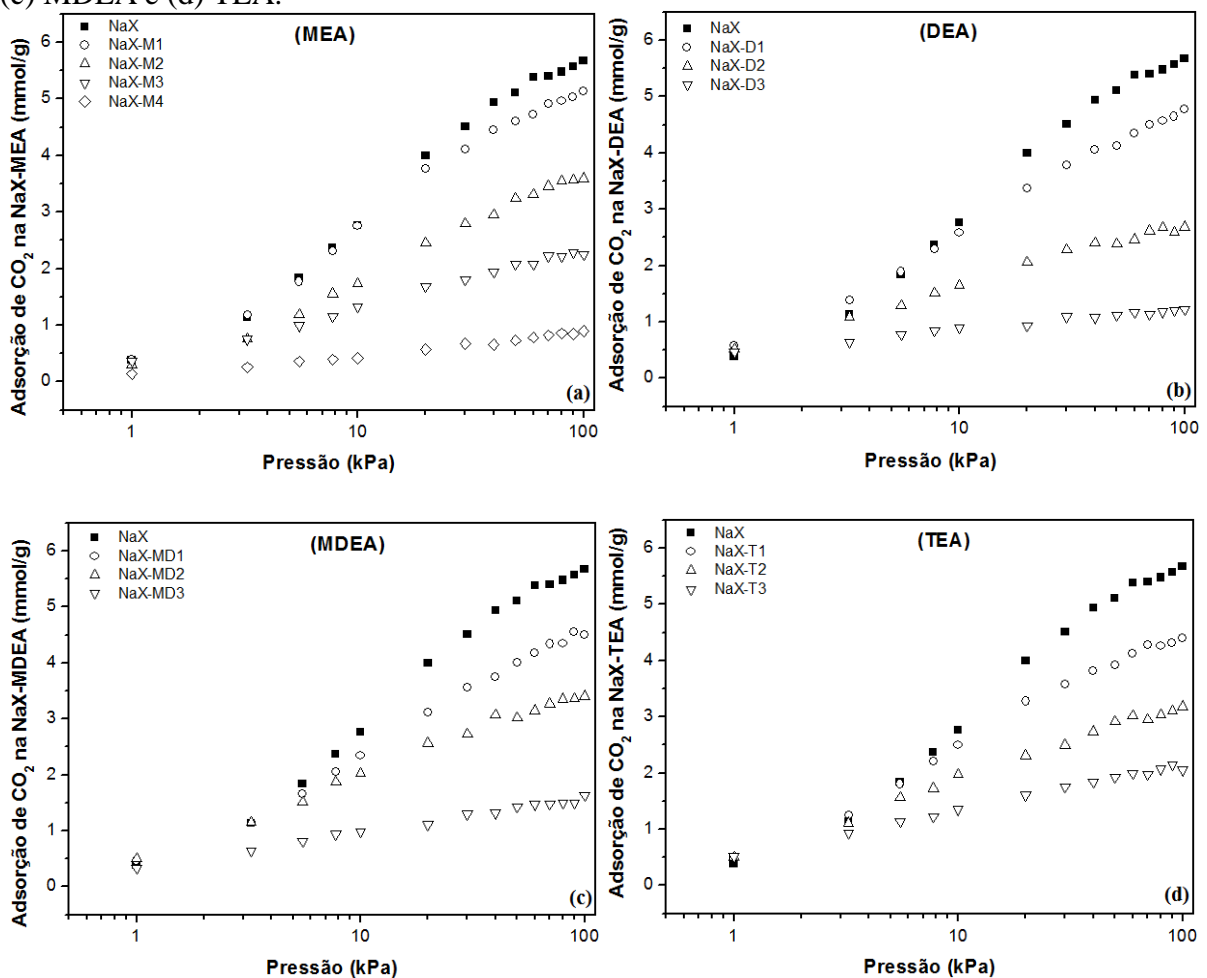 (c) MDEA e (d) TEA.
(MEA)
NaX
NaX-M1
NaX-M2
NaX-M3
NaX-M4
Adsorção de CO2 na NaX-MEA (mmol/g)
6
5
4
3
2
1
0
1
10
100
Pressão (kPa)
(a)
(DEA)
NaX
NaX-D1
NaX-D2
NaX-D3
Adsorção de CO2 na NaX-DEA (mmol/g)
6
5
4
3
2
1
0
1
10
100
Pressão (kPa)
(b)
(MDEA)
NaX
NaX-MD1
NaX-MD2
NaX-MD3
Adsorção de CO2 na NaX-MDEA (mmol/g)
6
5
4
3
2
1
0
1
10
100
Pressão (kPa)
(c)
(TEA)
NaX
NaX-T1
NaX-T2
NaX-T3
Adsorção de CO2 na NaX-TEA (mmol/g)
6
5
4
3
2
1
0
1
10
100
Pressão (kPa)
(d)